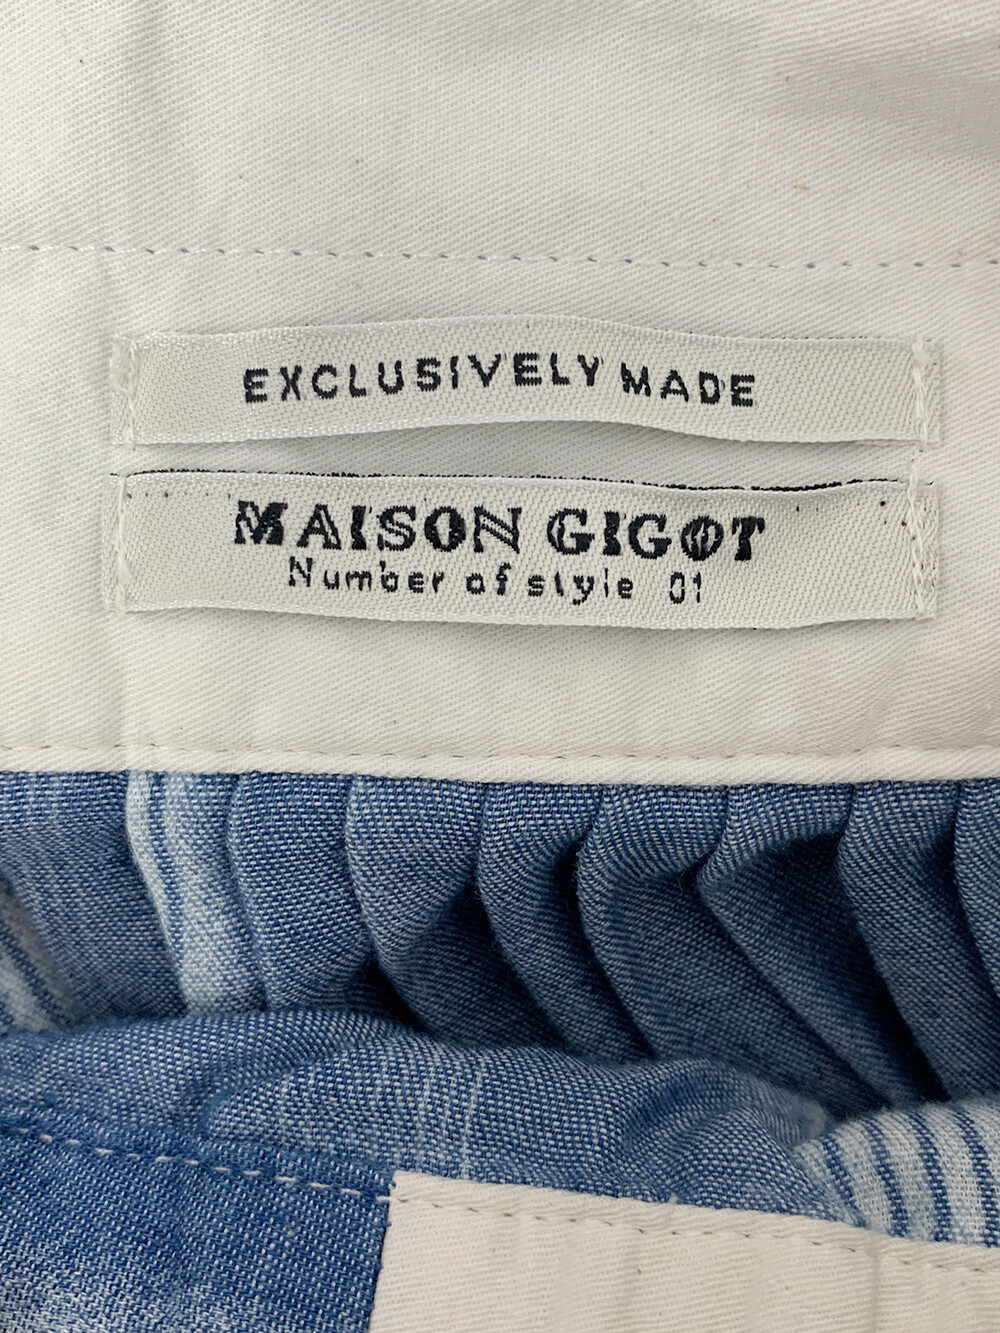 EXCLUSIVELY MADE
MAISON GIGOT
Number of style 01